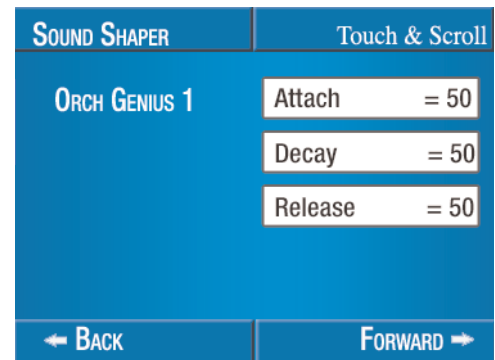 SOUND SHAPER
Touch & Scroll
ORCH GENIUS 1
Attach = 50
Decay = 50
Release = 50
BACK
FORWARD